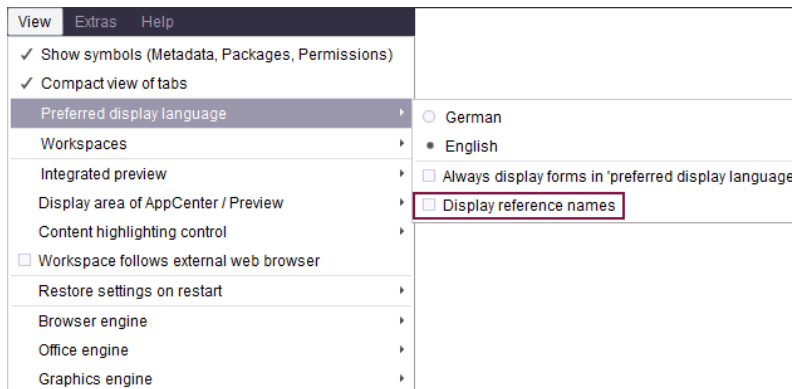 View Extras Help
Show symbols (Metadata, Packages, Permissions)
Compact view of tabs
Preferred display language
German
English
Always display forms in 'preferred display language
Display reference names
Workspaces
Integrated preview
Display area of AppCenter / Preview
Content highlighting control
Workspace follows external web browser
Restore settings on restart
Browser engine
Office engine
Graphics engine